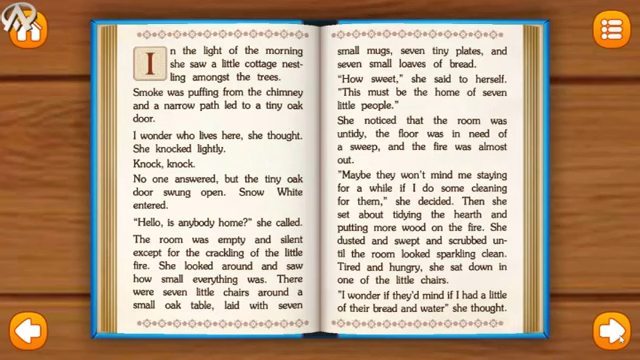 In the light of the morning
she saw a little cottage nest-
ling amongst the trees.
Smoke was puffing from the chimney
and a narrow path led to a tiny oak
door.
I wonder who lives here, she thought.
She knocked lightly.
Knock, knock.
No one answered, but the tiny oak
door swung open. Snow White
entered.
“Hello, is anybody home?” she called.
The room was empty and silent
except for the crackling of the little
fire. She looked around and saw
how small everything was. There
were seven little chairs around a
small oak table, laid with seven
small mugs, seven tiny plates, and
seven small loaves of bread.
“How sweet,” she said to herself.
"This must be the home of seven
little people.”
She noticed that the room was
untidy, the floor was in need of
a sweep, and the fire was almost
out.
"Maybe they won't mind me staying
for a while if I do some cleaning
for them,” she decided. Then she
set about tidying the hearth and
putting more wood on the fire. She
dusted and swept and scrubbed un-
til the room looked sparkling clean.
Tired and hungry, she sat down in
one of the little chairs.
"I wonder if they'd mind if I had a little
of their bread and water” she thought.